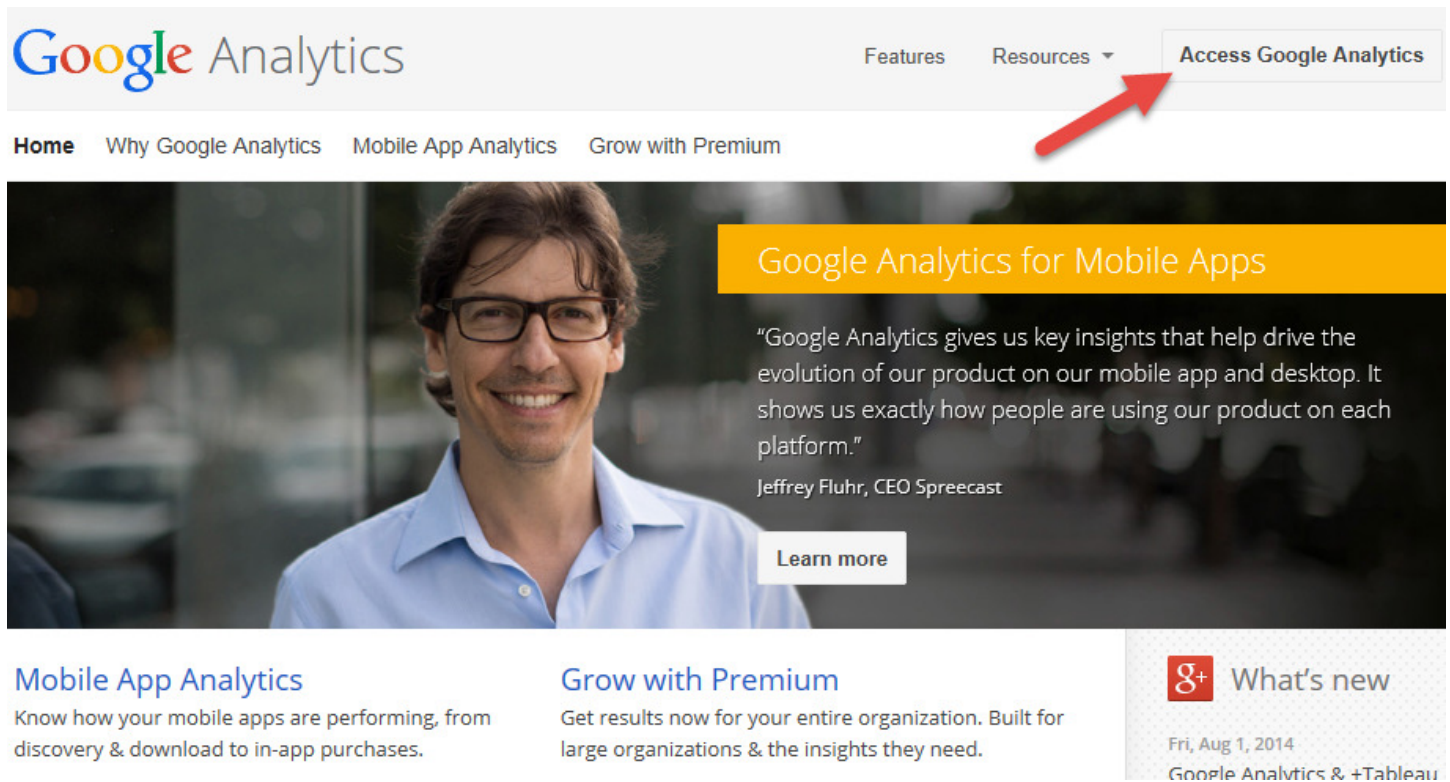 Google Analytics
Features Resources Access Google Analytics
Home Why Google Analytics Mobile App Analytics Grow with Premium
Google Analytics for Mobile Apps
“Google Analytics gives us key insights that help drive the
evolution of our product on our mobile app and desktop. It
shows us exactly how people are using our product on each
platform.”
Jeffrey Fluhr, CEO Spreecast
Learn more
Mobile App Analytics
Know how your mobile apps are performing, from
discovery & download to in-app purchases.
Grow with Premium
Get results now for your entire organization. Built for
large organizations & the insights they need.
g+ What's new
Fri, Aug 1, 2014
Google Analytics & +Tableau